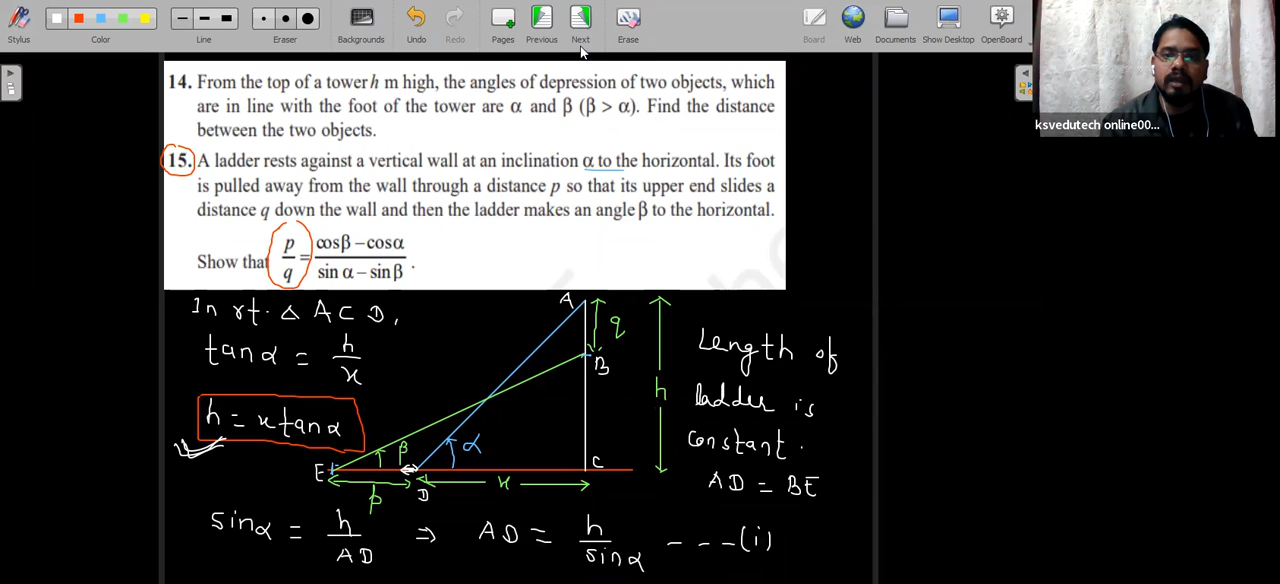 Stylus Color Line Eraser Backgrounds Undo Redo Pages Previous Next Erase Board Web Documents Show Desktop OpenBoard
ksvedutech online00...
14. From the top of a tower h m high, the angles of depression of two objects, which
are in line with the foot of the tower are α and β (β > α). Find the distance
between the two objects.
15. A ladder rests against a vertical wall at an inclination α to the horizontal. Its foot
is pulled away from the wall through a distance p so that its upper end slides a
distance q down the wall and then the ladder makes an angle β to the horizontal.
Show that p/q = cosβ – cosα / sin α – sin β .
In rt. △ ACD,
tanα = h/x
h = x tanα
A
q
B
h
β
α
E
C
p
D
x
Length of
ladder is
constant.
AD = BE
sinα = h/AD ⇒ AD = h/sinα - - - (i)